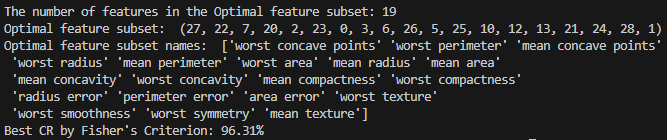 The number of features in the Optimal feature subset: 19
Optimal feature subset:  (27, 22, 7, 20, 2, 23, 0, 3, 6, 26, 5, 25, 10, 12, 13, 21, 24, 28, 1)
Optimal feature subset names:  ['worst concave points' 'worst perimeter' 'mean concave points'
 'worst radius' 'mean perimeter' 'worst area' 'mean radius' 'mean area'
 'mean concavity' 'worst concavity' 'mean compactness' 'worst compactness'
 'radius error' 'perimeter error' 'area error' 'worst texture'
 'worst smoothness' 'worst symmetry' 'mean texture']
Best CR by Fisher's Criterion: 96.31%